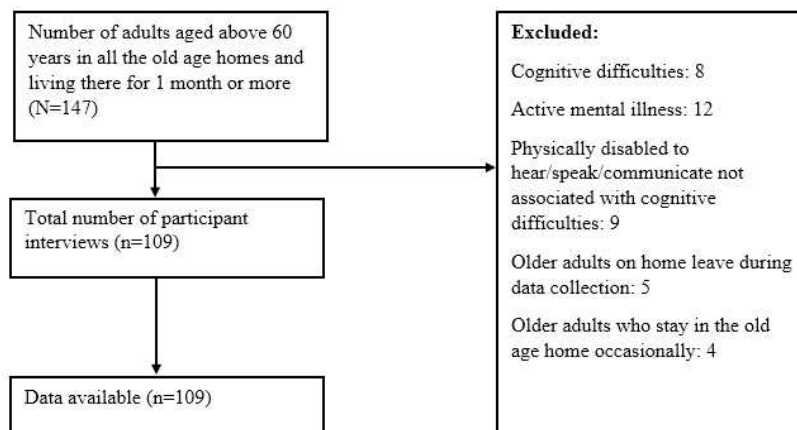 Number of adults aged above 60
years in all the old age homes and
living there for 1 month or more
(N=147)
Total number of participant
interviews (n=109)
Data available (n=109)
Excluded:
Cognitive difficulties: 8
Active mental illness: 12
Physically disabled to
hear/speak/communicate not
associated with cognitive
difficulties: 9
Older adults on home leave during
data collection: 5
Older adults who stay in the old
age home occasionally: 4